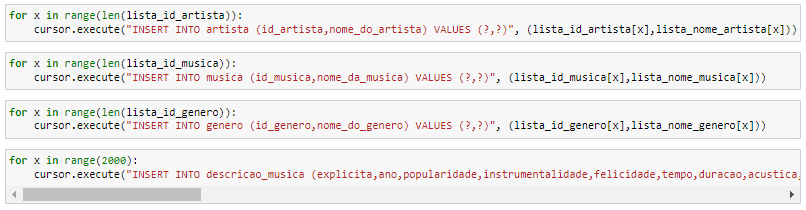 for x in range(len(lista_id_artista)):
    cursor.execute("INSERT INTO artista (id_artista,nome_do_artista) VALUES (?,?)", (lista_id_artista[x],lista_nome_artista[x]))
for x in range(len(lista_id_musica)):
    cursor.execute("INSERT INTO musica (id_musica,nome_da_musica) VALUES (?,?)", (lista_id_musica[x],lista_nome_musica[x]))
for x in range(len(lista_id_genero)):
    cursor.execute("INSERT INTO genero (id_genero,nome_do_genero) VALUES (?,?)", (lista_id_genero[x],lista_nome_genero[x]))
for x in range(2000):
    cursor.execute("INSERT INTO descricao_musica (explicita,ano,popularidade,instrumentalidade,felicidade,tempo,duracao,acustica,